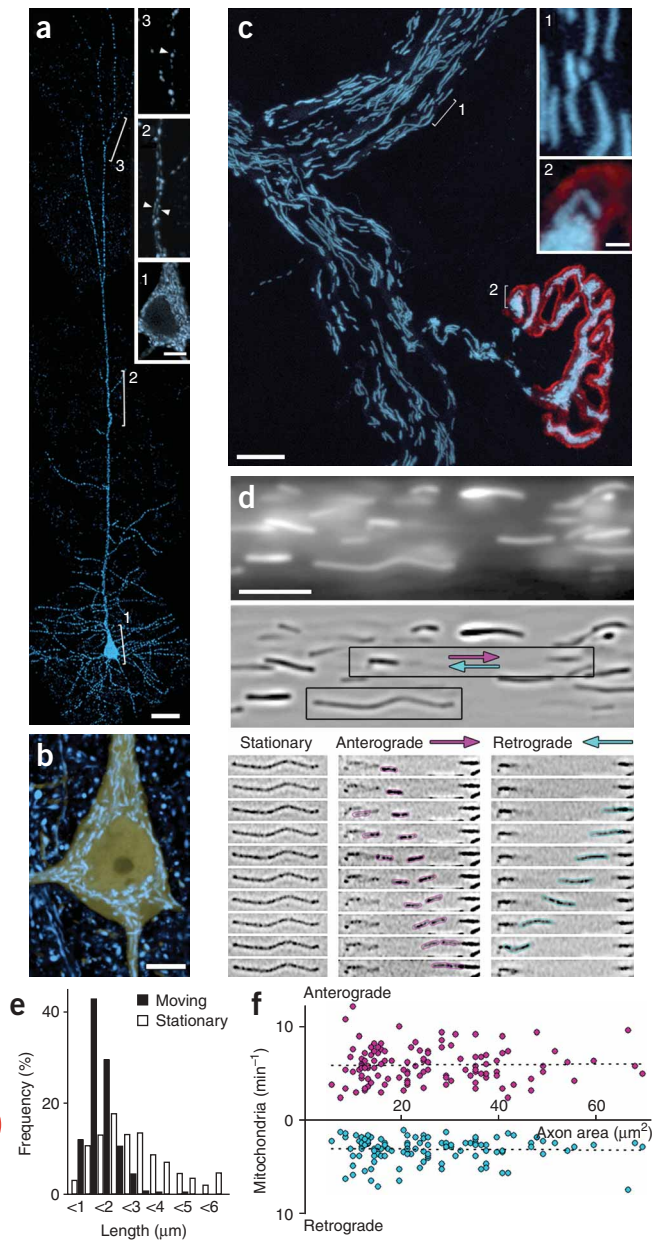 a
3
3
2
1
2
1
b
c
1
1
2
2
d
Stationary
Anterograde
Retrograde
e
Moving
Stationary
40
20
0
Frequency (%)
<1 <2 <3 <4 <5 <6
Length (μm)
f
Anterograde
10
0
10
Mitochondria (min⁻¹)
20 40 60
Axon area (μm²)
Retrograde